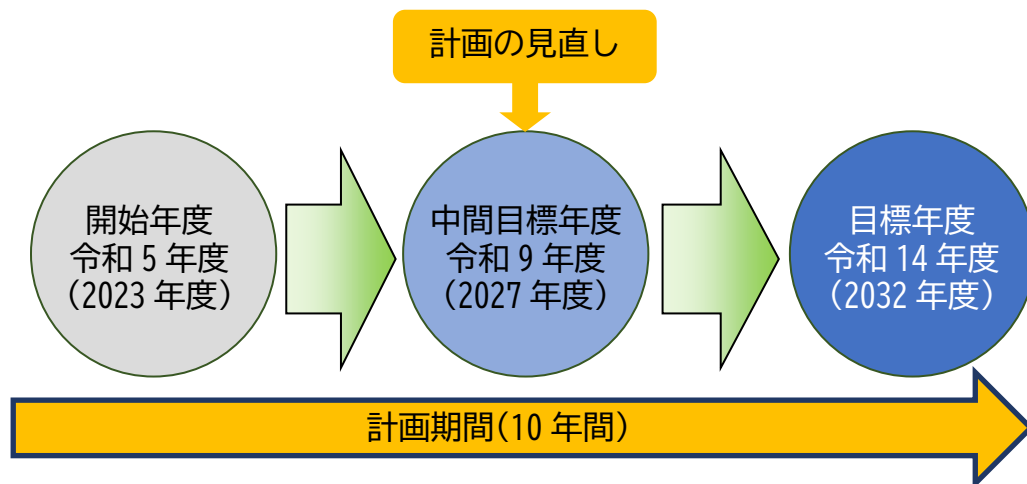 計画の見直し
開始年度
令和 5 年度
(2023 年度)
中間目標年度
令和 9 年度
(2027 年度)
目標年度
令和 14 年度
(2032 年度)
計画期間(10 年間)